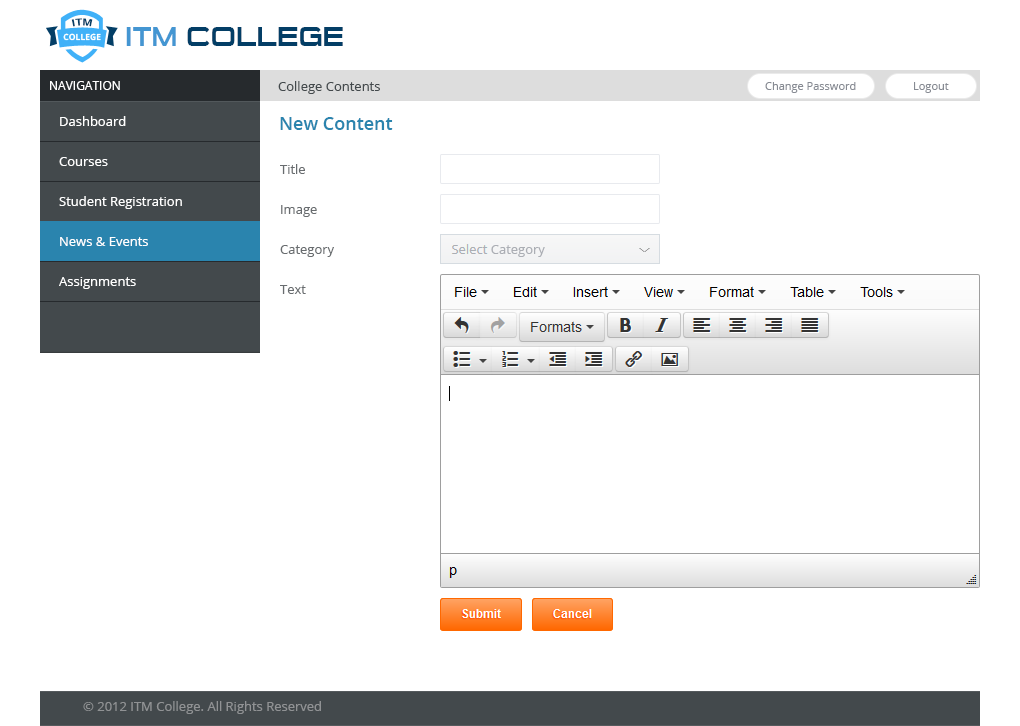 ITM
COLLEGE
ITM COLLEGE
NAVIGATION
College Contents
Change Password
Logout
Dashboard
Courses
Student Registration
News & Events
Assignments
New Content
Title
Image
Category
Select Category
Text
File Edit Insert View Format Table Tools
Formats B I
p
Submit
Cancel
© 2012 ITM College. All Rights Reserved